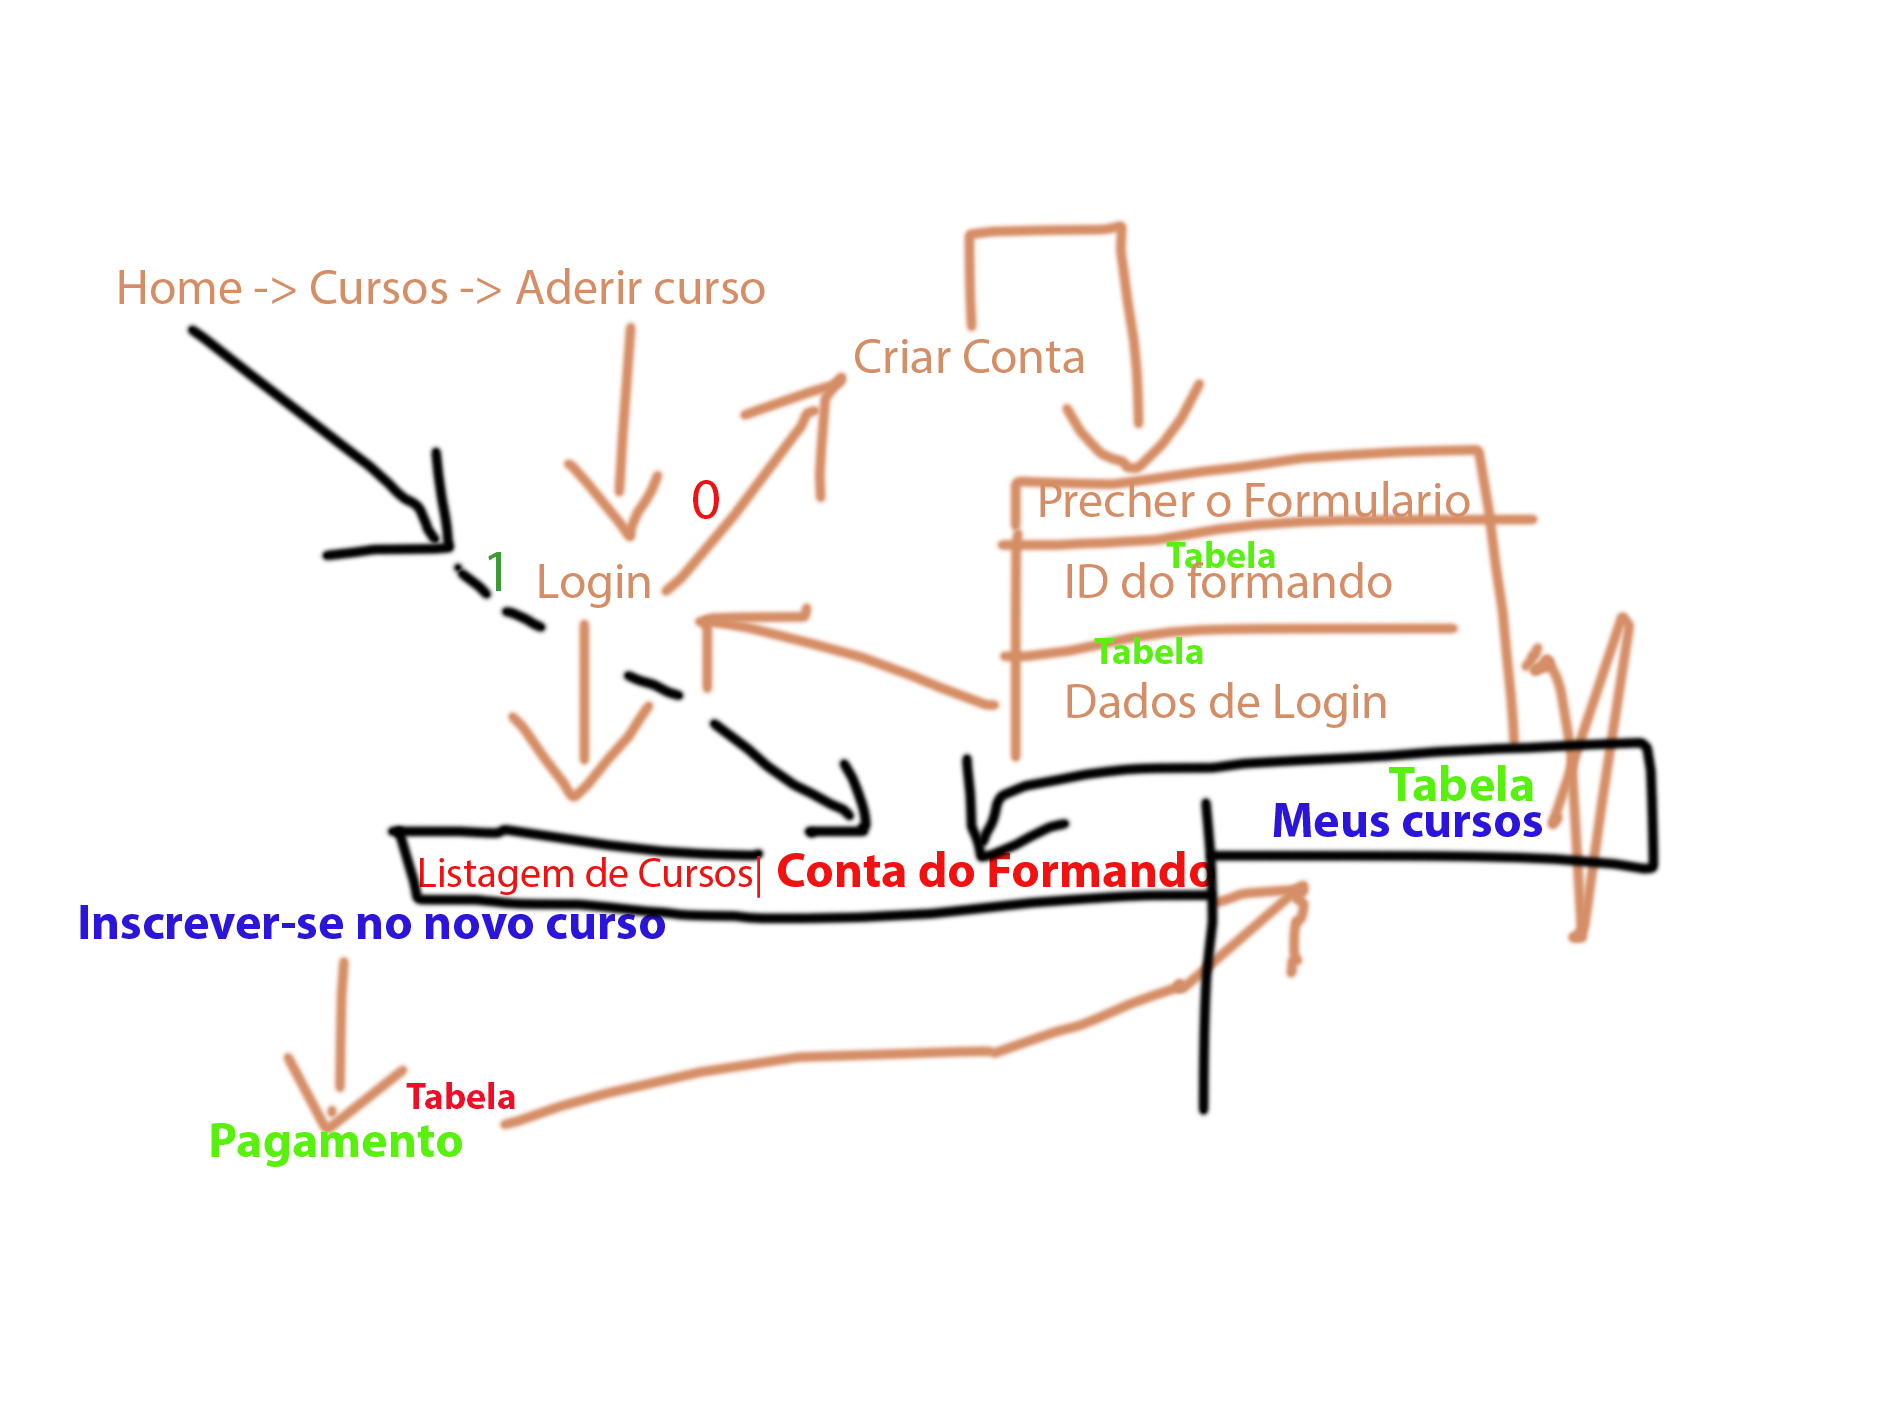 Home -> Cursos -> Aderir curso
Criar Conta
0
Precher o Formulario
Tabela
1
Login
ID do formando
Tabela
Dados de Login
Tabela
Meus cursos
Listagem de Cursos| Conta do Formando
Inscrever-se no novo curso
Tabela
Pagamento